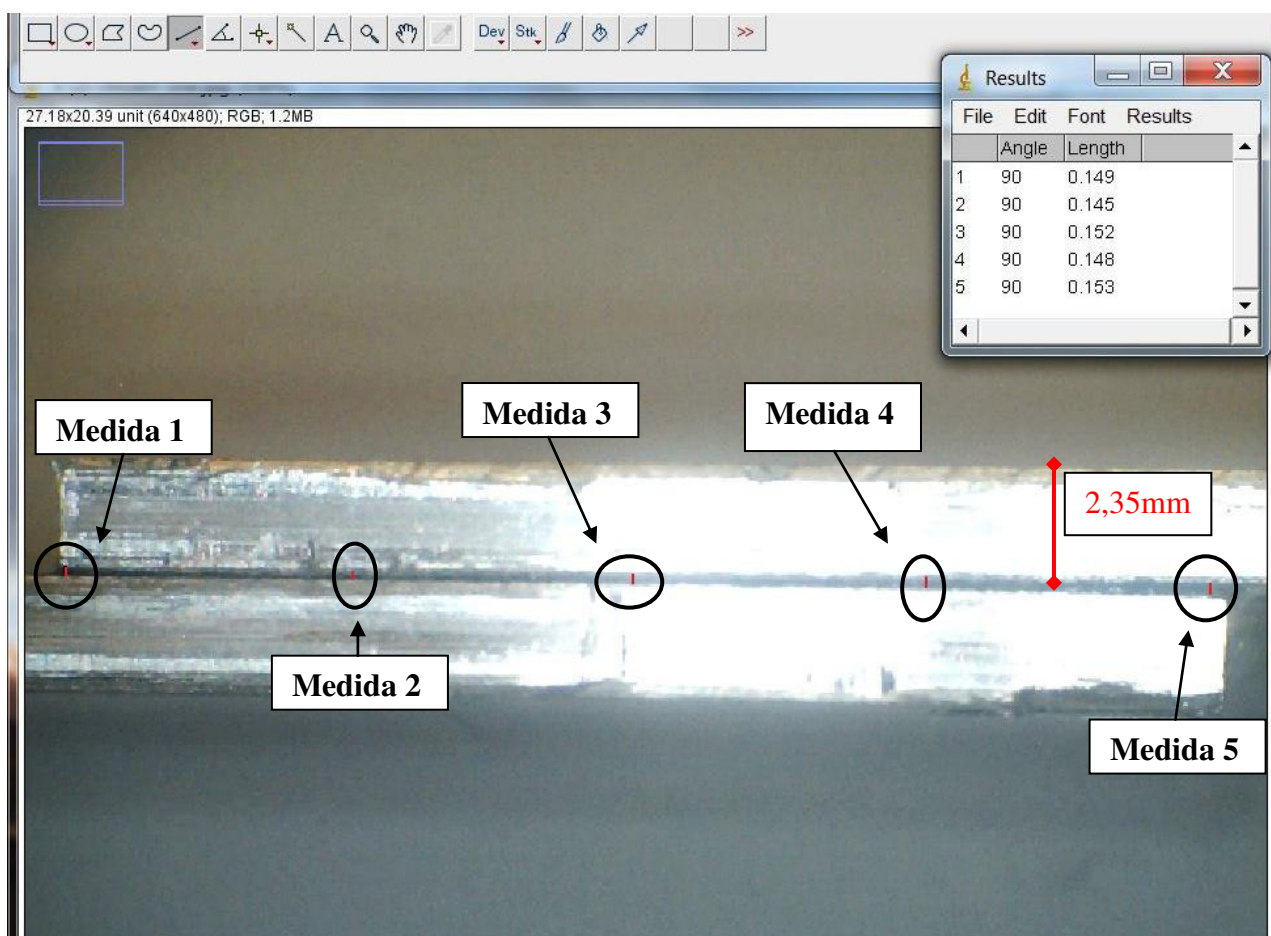 A Dev Stk >>
Results
File Edit Font Results
27.18x20.39 unit (640x480); RGB; 1.2MB
Angle Length
1 90 0.149
2 90 0.145
3 90 0.152
4 90 0.148
5 90 0.153
Medida 1
Medida 3
Medida 4
2,35mm
Medida 2
Medida 5